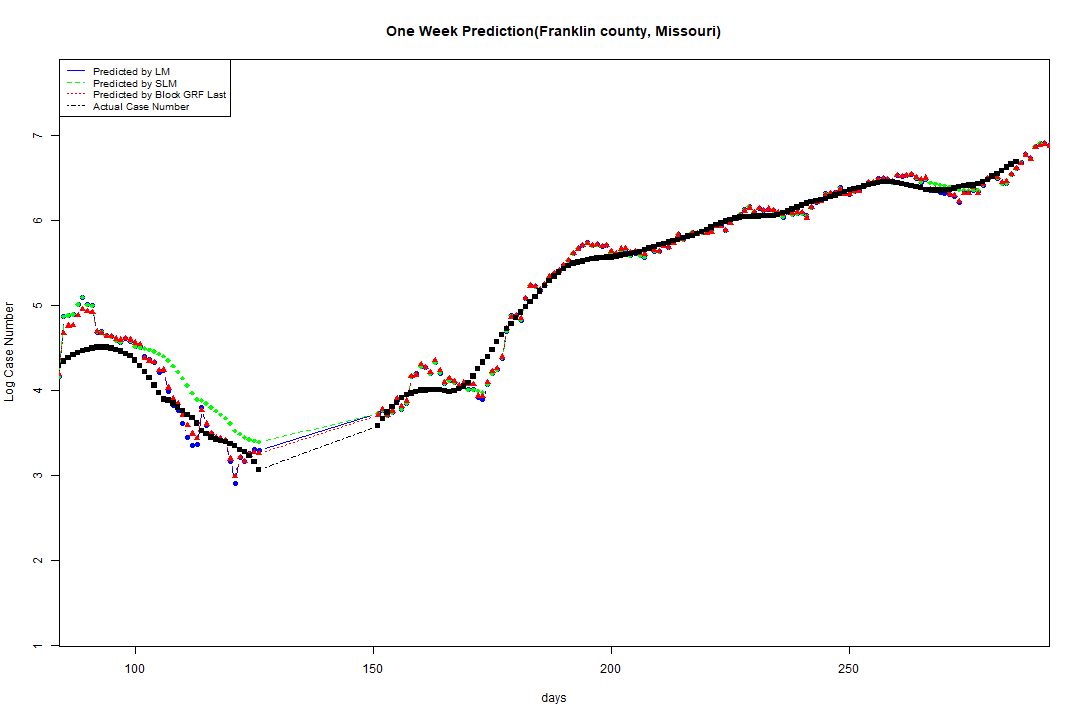 One Week Prediction(Franklin county, Missouri)
Predicted by LM
Predicted by SLM
Predicted by Block GRF Last
Actual Case Number
7
6
5
4
3
2
1
Log Case Number
100 150 200 250
days